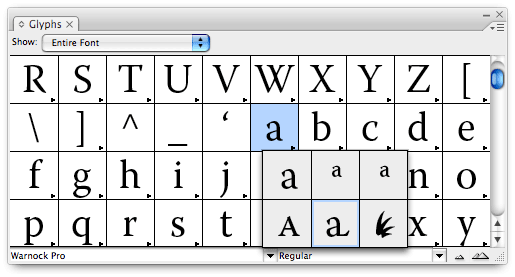 Glyphs
Show: Entire Font
R S T U V W X Y Z [
\ ] ^ _ ‘ a b c d e
f g h i j a a a n o
p q r s t A a x y
Warnock Pro Regular